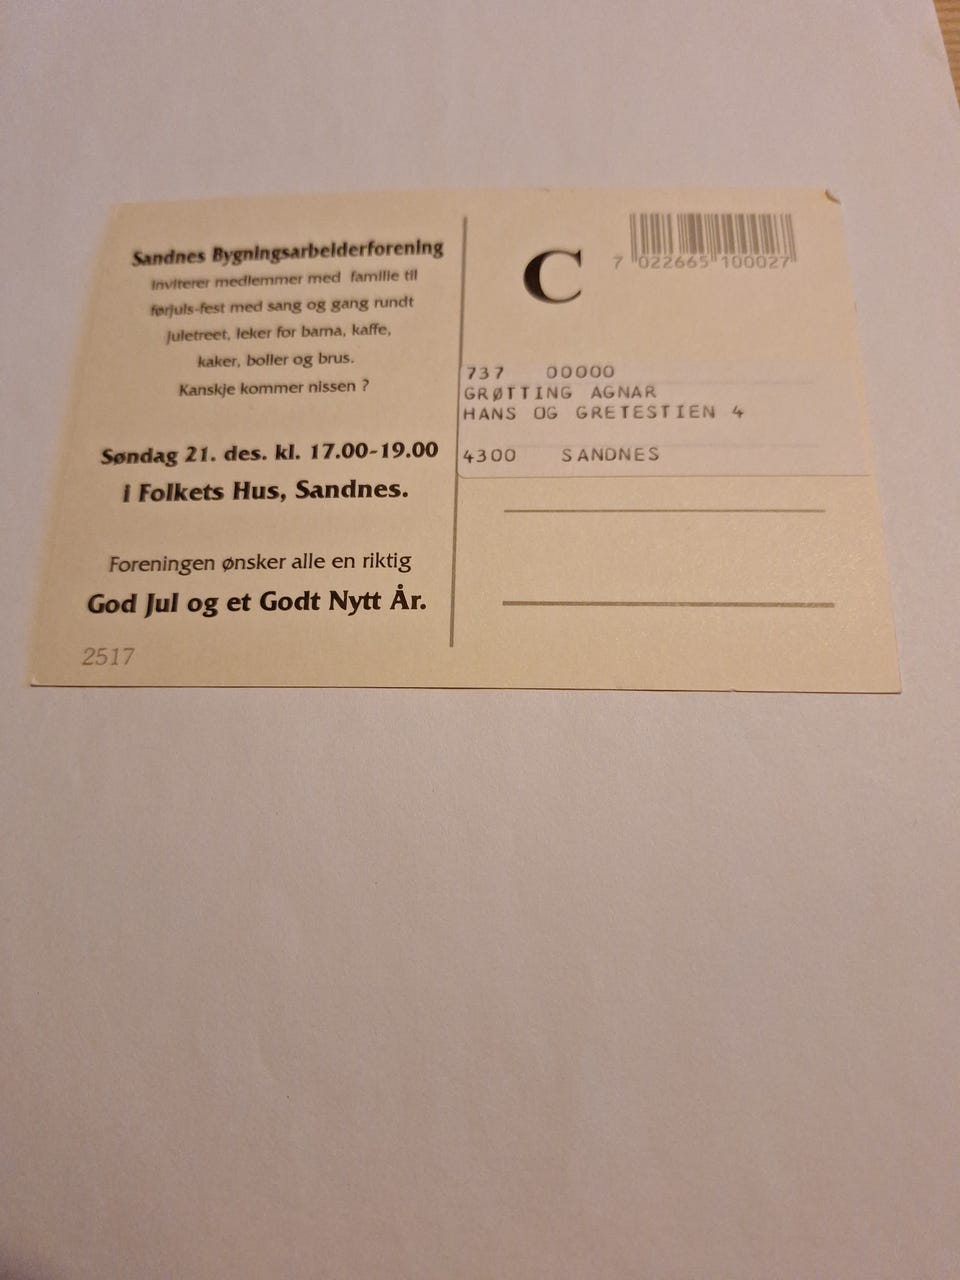 Sandnes Bygningsarbeiderforening
inviterer medlemmer med familie til
førjuls-fest med sang og gang rundt
juletreet, leker for barna, kaffe,
kaker, boller og brus.
Kanskje kommer nissen ?
Søndag 21. des. kl. 17.00-19.00
i Folkets Hus, Sandnes.
Foreningen ønsker alle en riktig
God Jul og et Godt Nytt År.
2517
C
7 022665 100027
737 00000
GRØTTING AGNAR
HANS OG GRETESTIEN 4
4300 SANDNES